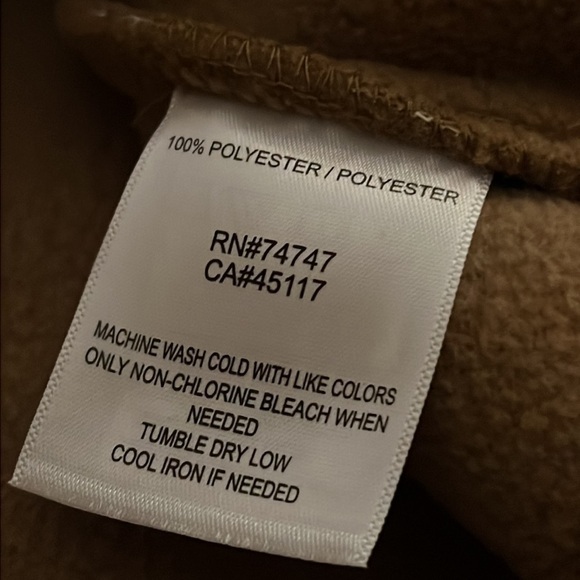 100% POLYESTER / POLYESTER
RN#74747
CA#45117
MACHINE WASH COLD WITH LIKE COLORS
ONLY NON-CHLORINE BLEACH WHEN
NEEDED
TUMBLE DRY LOW
COOL IRON IF NEEDED